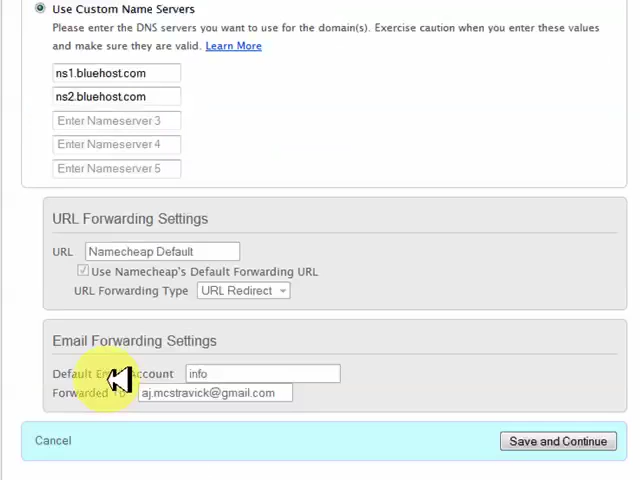 Use Custom Name Servers
Please enter the DNS servers you want to use for the domain(s). Exercise caution when you enter these values
and make sure they are valid. Learn More
ns1.bluehost.com
ns2.bluehost.com
Enter Nameserver 3
Enter Nameserver 4
Enter Nameserver 5
URL Forwarding Settings
URL Namecheap Default
Use Namecheap's Default Forwarding URL
URL Forwarding Type URL Redirect
Email Forwarding Settings
Default Email Account info
Forwarded To aj.mcstravick@gmail.com
Cancel Save and Continue